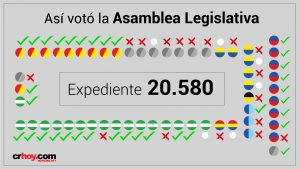 Así votó la Asamblea Legislativa
Expediente 20.580
crhoy.com